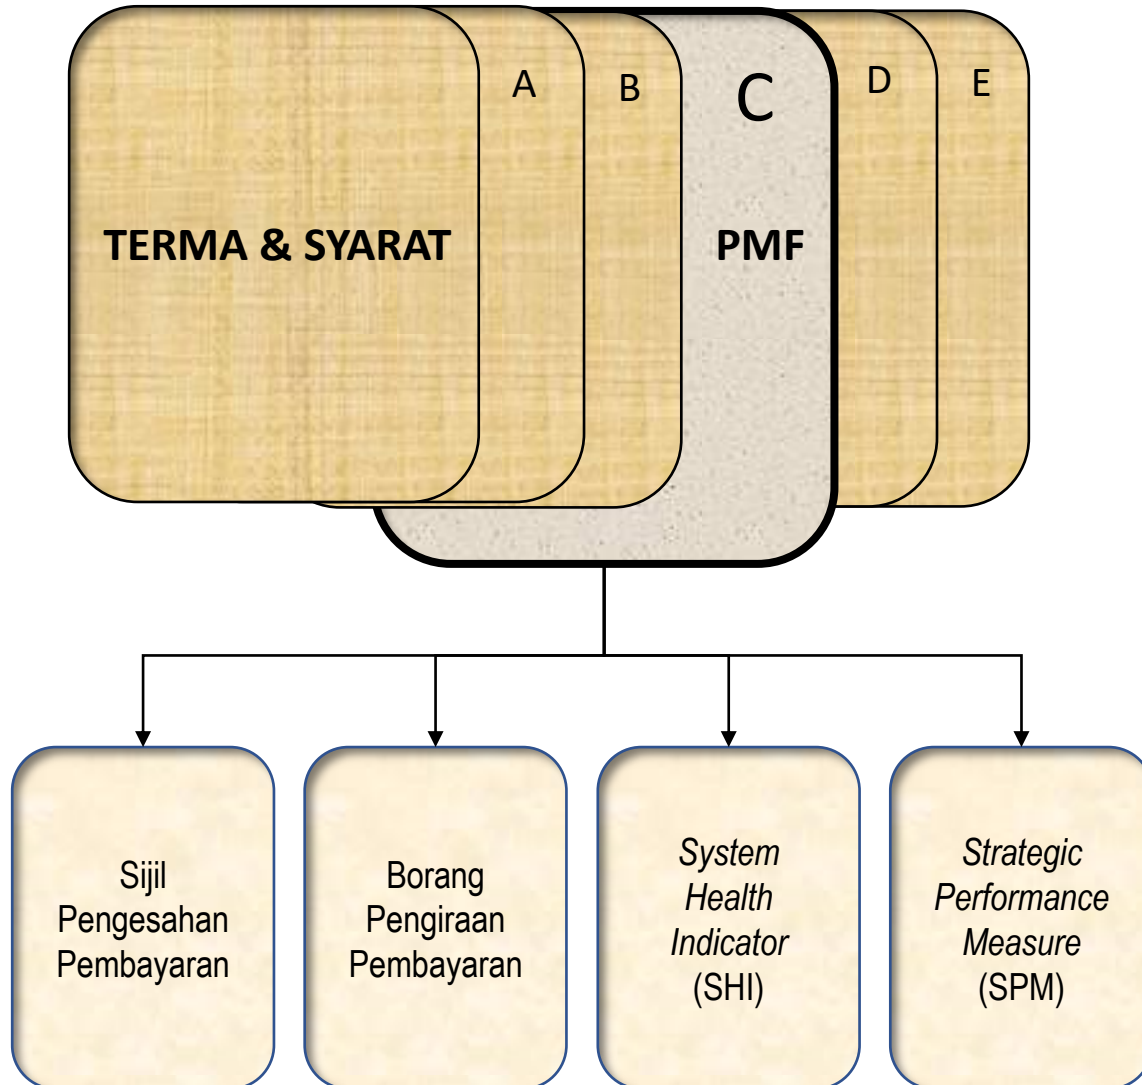 A
B
C
D
E
TERMA & SYARAT
PMF
Sijil
Pengesahan
Pembayaran
Borang
Pengiraan
Pembayaran
System
Health
Indicator
(SHI)
Strategic
Performance
Measure
(SPM)